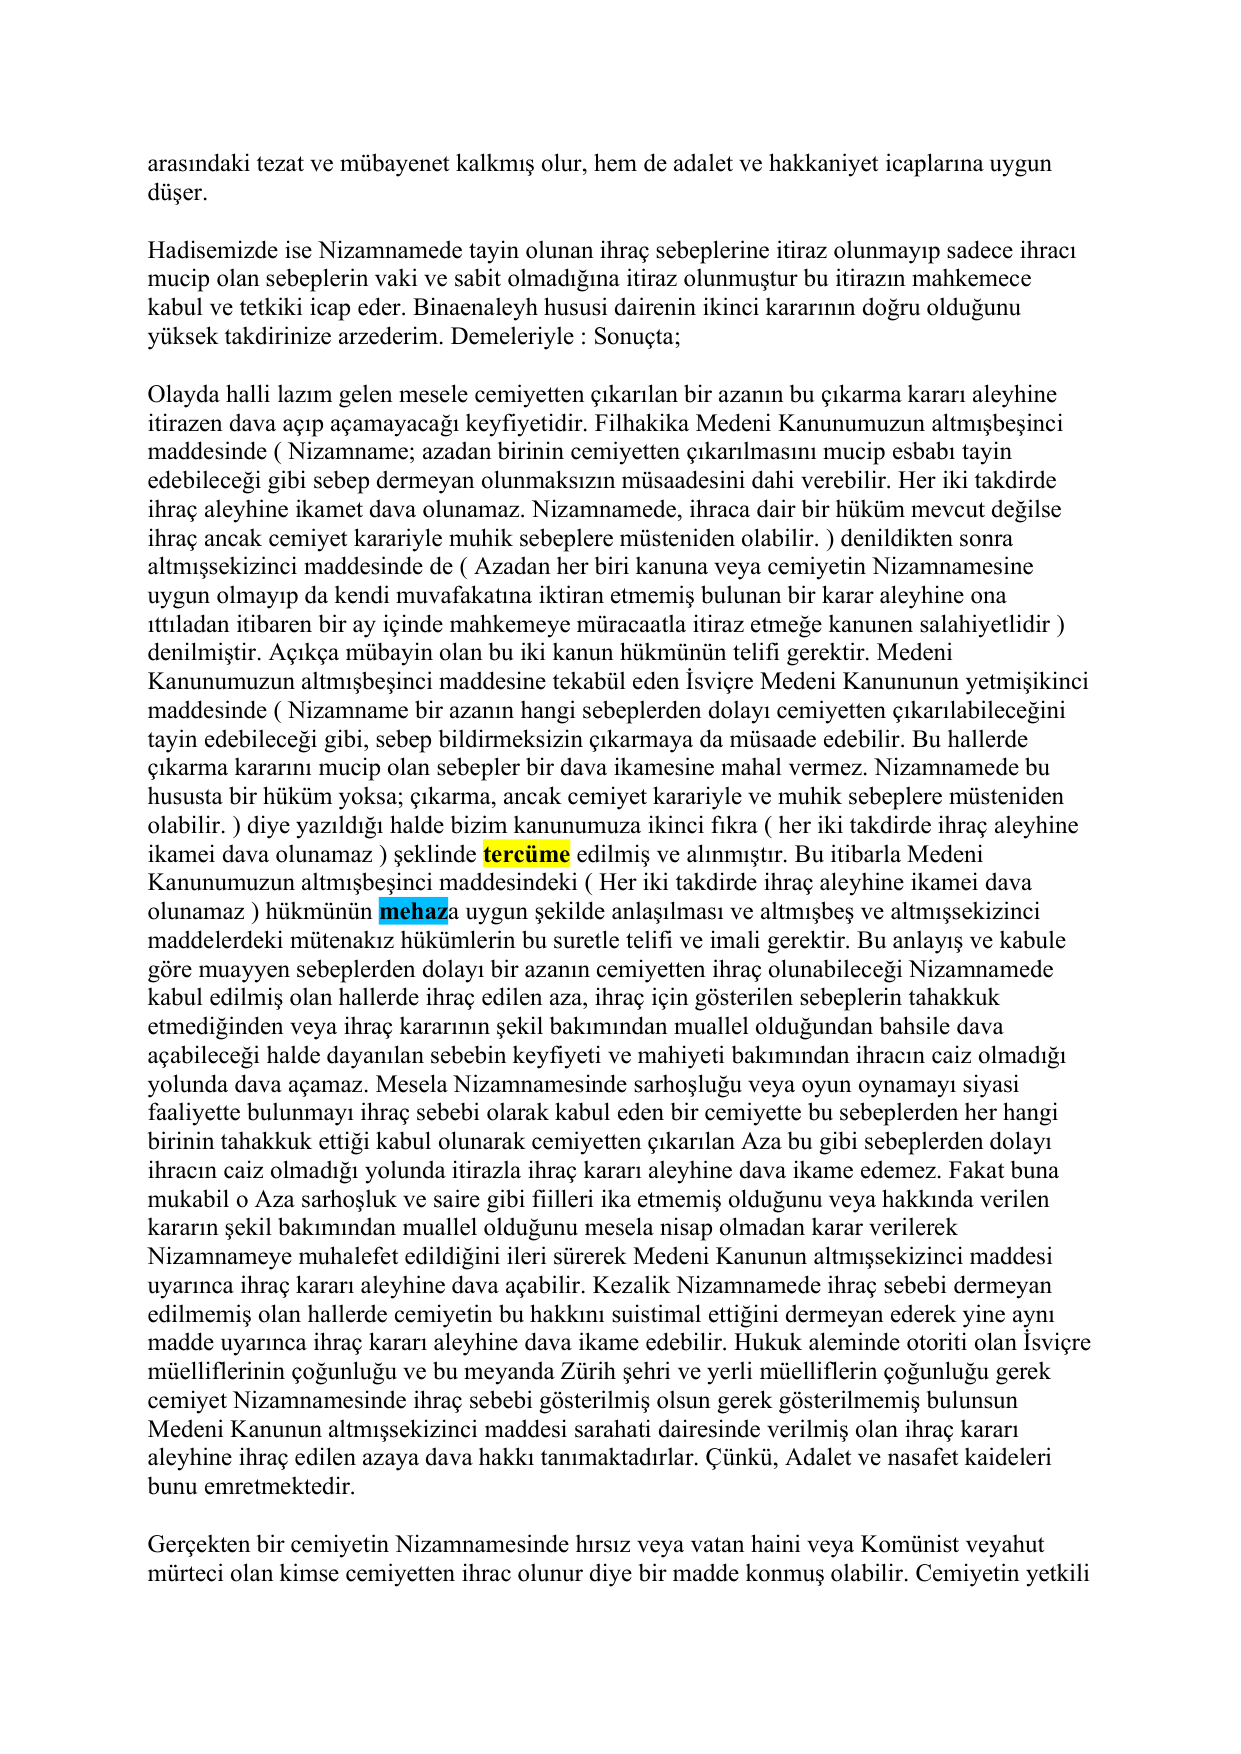 arasındaki tezat ve mübayenet kalkmış olur, hem de adalet ve hakkaniyet icaplarına uygun
düşer.
Hadisemizde ise Nizamnamede tayin olunan ihraç sebeplerine itiraz olunmayıp sadece ihracı
mucip olan sebeplerin vaki ve sabit olmadığına itiraz olunmuştur bu itirazın mahkemece
kabul ve tetkiki icap eder. Binaenaleyh hususi dairenin ikinci kararının doğru olduğunu
yüksek takdirinize arzederim. Demeleriyle : Sonuçta;
Olayda halli lazım gelen mesele cemiyetten çıkarılan bir azanın bu çıkarma kararı aleyhine
itirazen dava açıp açamayacağı keyfiyetidir. Filhakika Medeni Kanunumuzun altmışbeşinci
maddesinde ( Nizamname; azadan birinin cemiyetten çıkarılmasını mucip esbabı tayin
edebileceği gibi sebep dermeyan olunmaksızın müsaadesini dahi verebilir. Her iki takdirde
ihraç aleyhine ikamet dava olunamaz. Nizamnamede, ihraca dair bir hüküm mevcut değilse
ihraç ancak cemiyet karariyle muhik sebeplere müsteniden olabilir. ) denildikten sonra
altmışsekizinci maddesinde de ( Azadan her biri kanuna veya cemiyetin Nizamnamesine
uygun olmayıp da kendi muvafakatına iktiran etmemiş bulunan bir karar aleyhine ona
ıttıladan itibaren bir ay içinde mahkemeye müracaatla itiraz etmeğe kanunen salahiyetlidir )
denilmiştir. Açıkça mübayin olan bu iki kanun hükmünün telifi gerektir. Medeni
Kanunumuzun altmışbeşinci maddesine tekabül eden İsviçre Medeni Kanununun yetmişikinci
maddesinde ( Nizamname bir azanın hangi sebeplerden dolayı cemiyetten çıkarılabileceğini
tayin edebileceği gibi, sebep bildirmeksizin çıkarmaya da müsaade edebilir. Bu hallerde
çıkarma kararını mucip olan sebepler bir dava ikamesine mahal vermez. Nizamnamede bu
hususta bir hüküm yoksa; çıkarma, ancak cemiyet karariyle ve muhik sebeplere müsteniden
olabilir. ) diye yazıldığı halde bizim kanunumuza ikinci fıkra ( her iki takdirde ihraç aleyhine
ikamei dava olunamaz ) şeklinde tercüme edilmiş ve alınmıştır. Bu itibarla Medeni
Kanunumuzun altmışbeşinci maddesindeki ( Her iki takdirde ihraç aleyhine ikamei dava
olunamaz ) hükmünün mehaza uygun şekilde anlaşılması ve altmışbeş ve altmışsekizinci
maddelerdeki mütenakız hükümlerin bu suretle telifi ve imali gerektir. Bu anlayış ve kabule
göre muayyen sebeplerden dolayı bir azanın cemiyetten ihraç olunabileceği Nizamnamede
kabul edilmiş olan hallerde ihraç edilen aza, ihraç için gösterilen sebeplerin tahakkuk
etmediğinden veya ihraç kararının şekil bakımından muallel olduğundan bahsile dava
açabileceği halde dayanılan sebebin keyfiyeti ve mahiyeti bakımından ihracın caiz olmadığı
yolunda dava açamaz. Mesela Nizamnamesinde sarhoşluğu veya oyun oynamayı siyasi
faaliyette bulunmayı ihraç sebebi olarak kabul eden bir cemiyette bu sebeplerden her hangi
birinin tahakkuk ettiği kabul olunarak cemiyetten çıkarılan Aza bu gibi sebeplerden dolayı
ihracın caiz olmadığı yolunda itirazla ihraç kararı aleyhine dava ikame edemez. Fakat buna
mukabil o Aza sarhoşluk ve saire gibi fiilleri ika etmemiş olduğunu veya hakkında verilen
kararın şekil bakımından muallel olduğunu mesela nisap olmadan karar verilerek
Nizamnameye muhalefet edildiğini ileri sürerek Medeni Kanunun altmışsekizinci maddesi
uyarınca ihraç kararı aleyhine dava açabilir. Kezalik Nizamnamede ihraç sebebi dermeyan
edilmemiş olan hallerde cemiyetin bu hakkını suistimal ettiğini dermeyan ederek yine aynı
madde uyarınca ihraç kararı aleyhine dava ikame edebilir. Hukuk aleminde otoriti olan İsviçre
müelliflerinin çoğunluğu ve bu meyanda Zürih şehri ve yerli müelliflerin çoğunluğu gerek
cemiyet Nizamnamesinde ihraç sebebi gösterilmiş olsun gerek gösterilmemiş bulunsun
Medeni Kanunun altmışsekizinci maddesi sarahati dairesinde verilmiş olan ihraç kararı
aleyhine ihraç edilen azaya dava hakkı tanımaktadırlar. Çünkü, Adalet ve nasafet kaideleri
bunu emretmektedir.
Gerçekten bir cemiyetin Nizamnamesinde hırsız veya vatan haini veya Komünist veyahut
mürteci olan kimse cemiyetten ihrac olunur diye bir madde konmuş olabilir. Cemiyetin yetkili